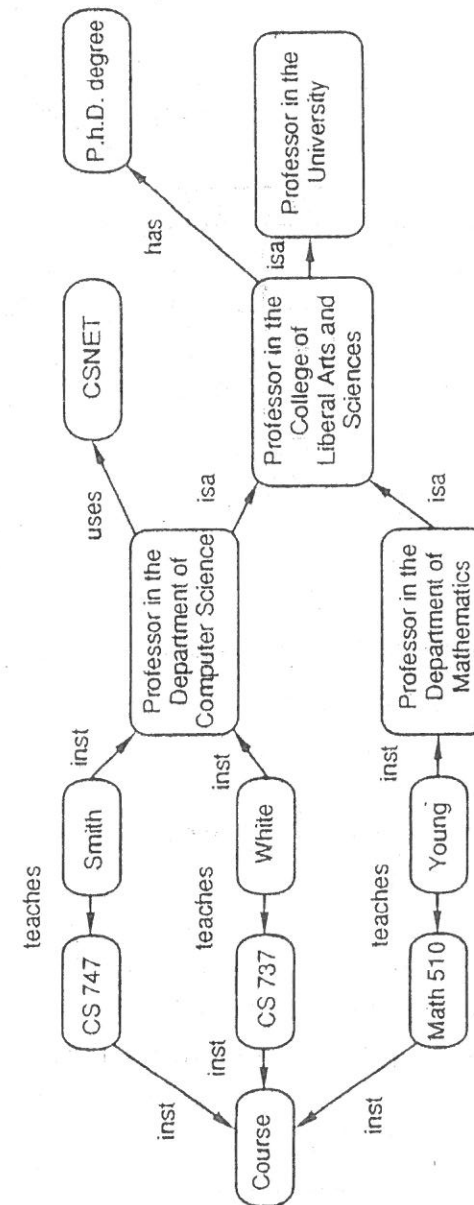 P.h.D. degree
has
CSNET
uses
Professor in the
University
isa
Professor in the
College of
Liberal Arts and
Sciences
isa
isa
Professor in the
Department of
Computer Science
Professor in the
Department of
Mathematics
inst
inst
inst
Smith
White
Young
teaches
teaches
teaches
CS 747
CS 737
Math 510
inst
inst
inst
Course